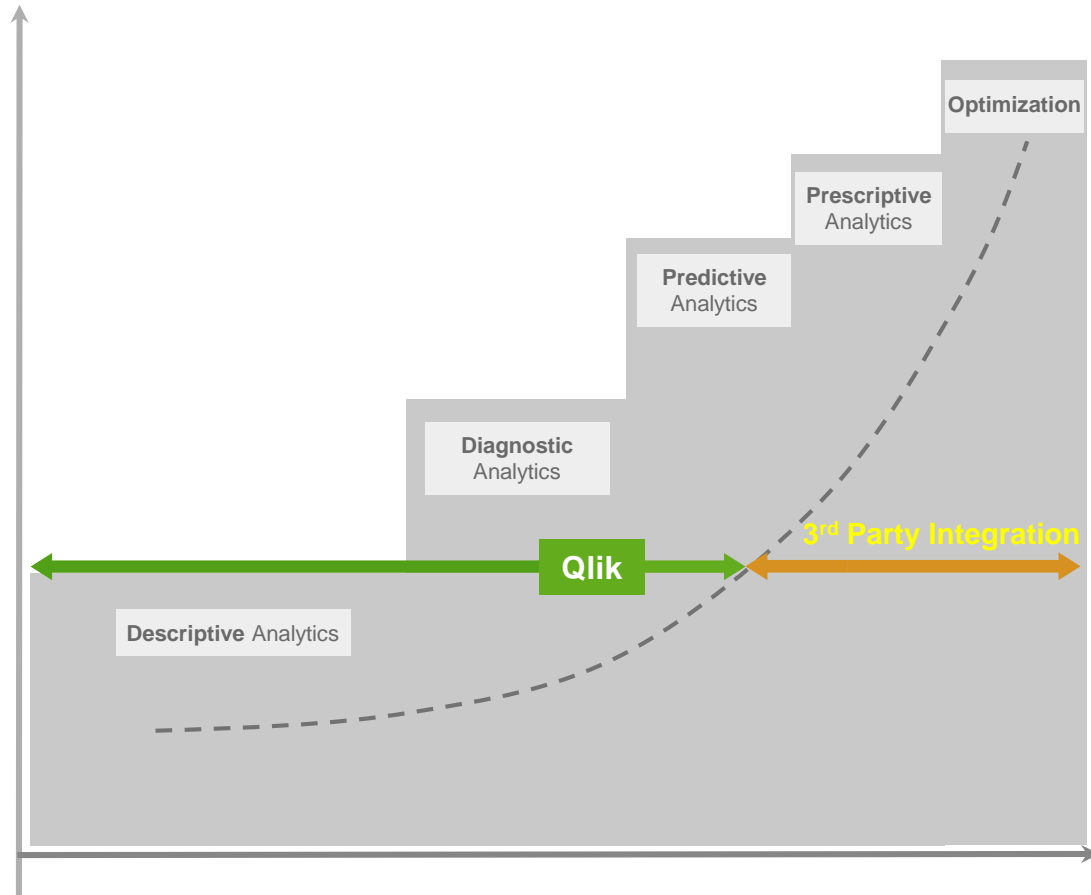 Optimization
Prescriptive
Analytics
Predictive
Analytics
Diagnostic
Analytics
3rd Party Integration
Qlik
Descriptive Analytics